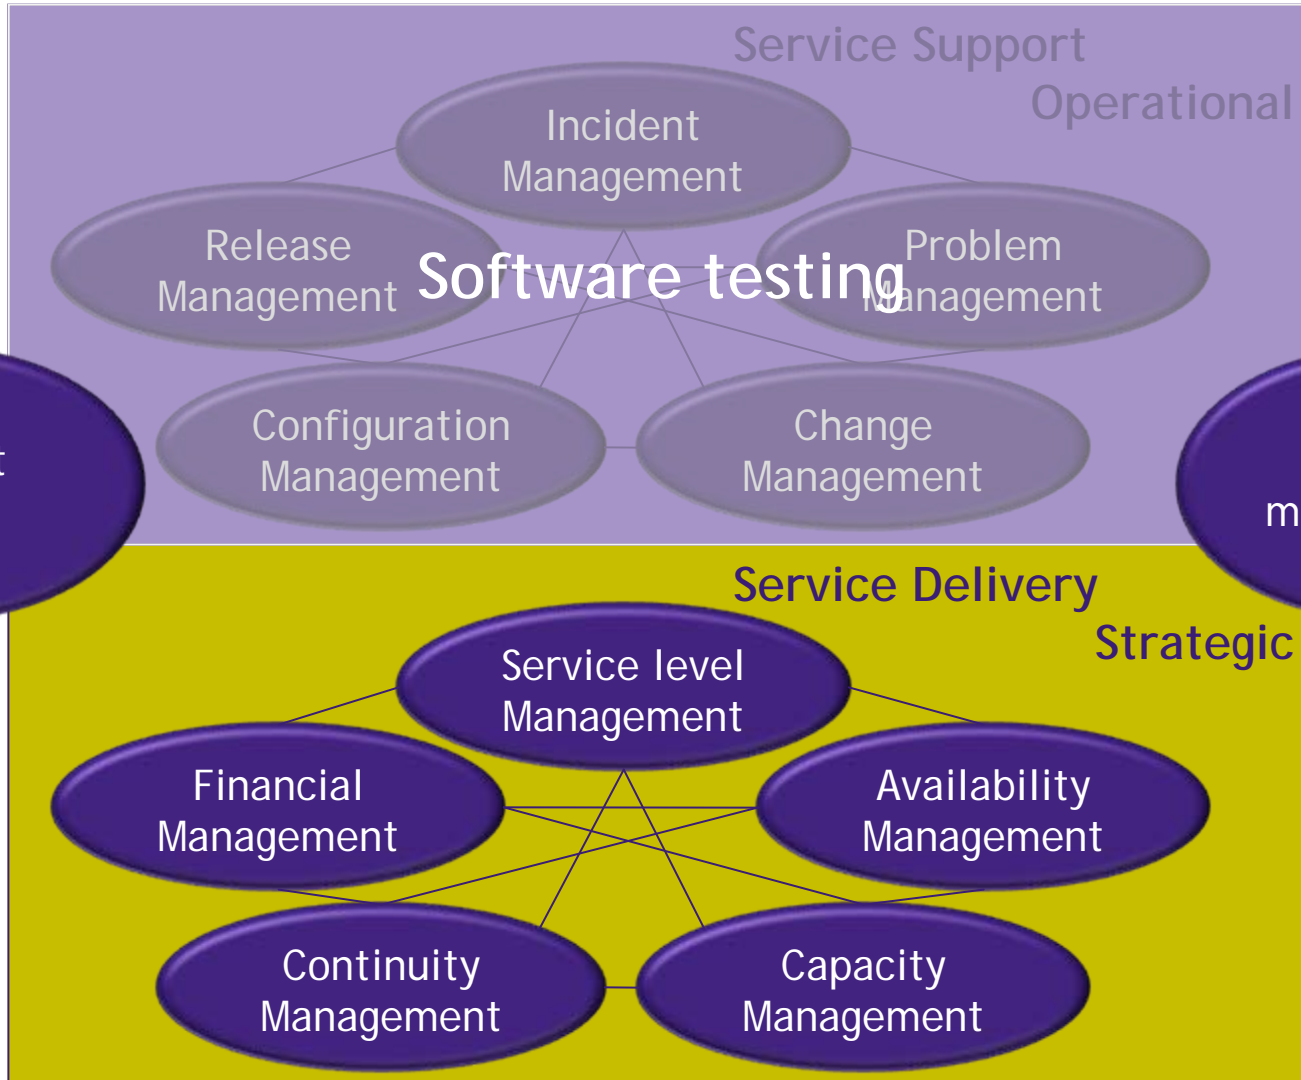 Service Support
Operational
Incident
Management
Release
Management
Software testing
Problem
Management
Configuration
Management
Change
Management
Service Delivery
Strategic
Service level
Management
Financial
Management
Availability
Management
Continuity
Management
Capacity
Management